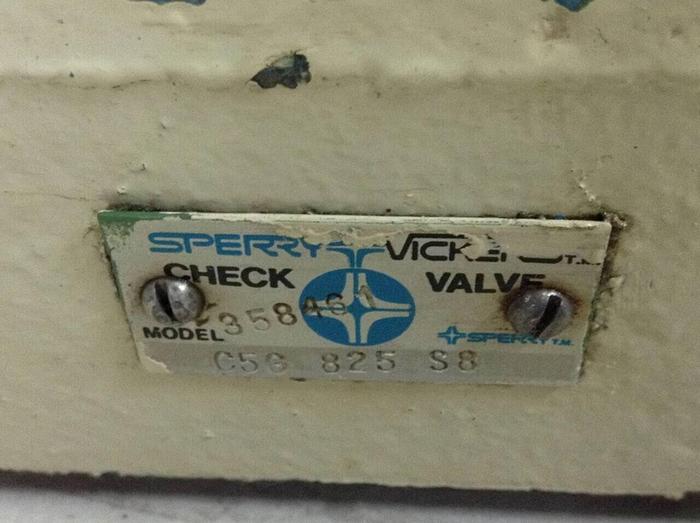 SPERRY VICKERS T.M.
CHECK VALVE
MODEL 358461
SPERRY T.M.
C5G 825 S8